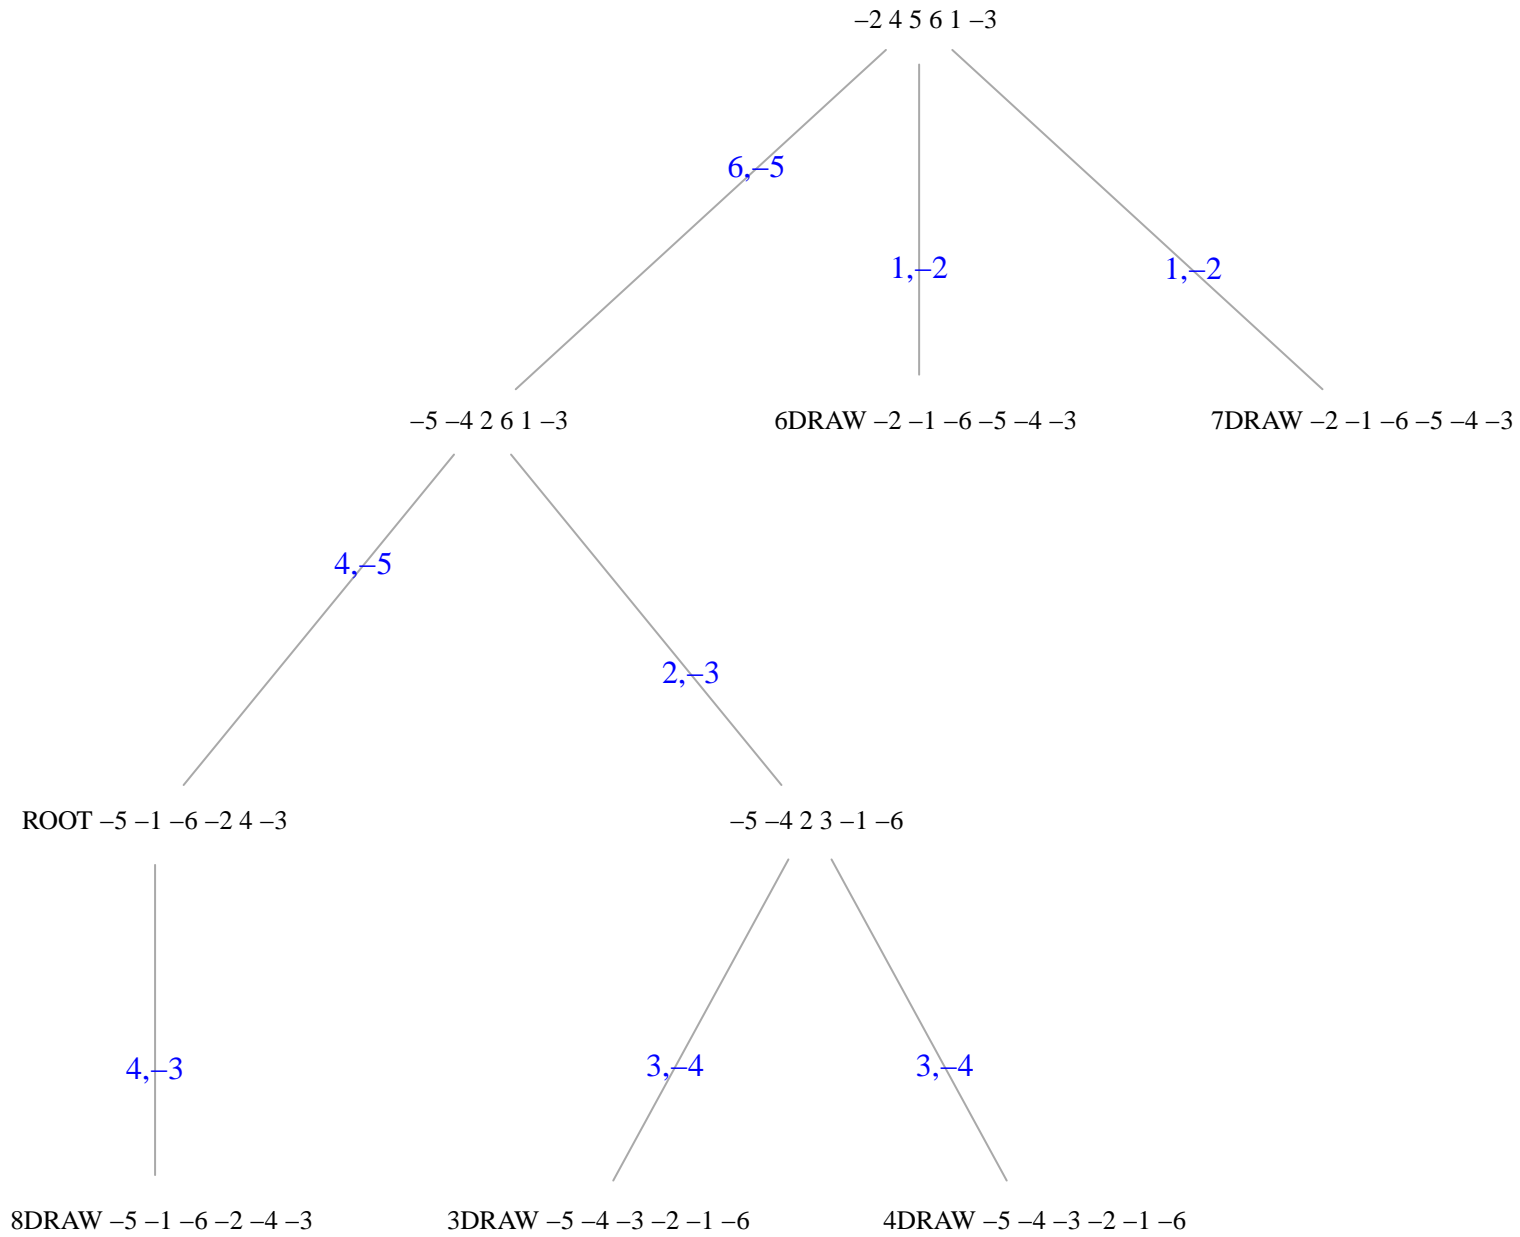 –2 4 5 6 1 –3
6,–5
1,–2
1,–2
–5 –4 2 6 1 –3
6DRAW –2 –1 –6 –5 –4 –3
7DRAW –2 –1 –6 –5 –4 –3
4,–5
2,–3
ROOT –5 –1 –6 –2 4 –3
–5 –4 2 3 –1 –6
4,–3
3,–4
3,–4
8DRAW –5 –1 –6 –2 –4 –3
3DRAW –5 –4 –3 –2 –1 –6
4DRAW –5 –4 –3 –2 –1 –6